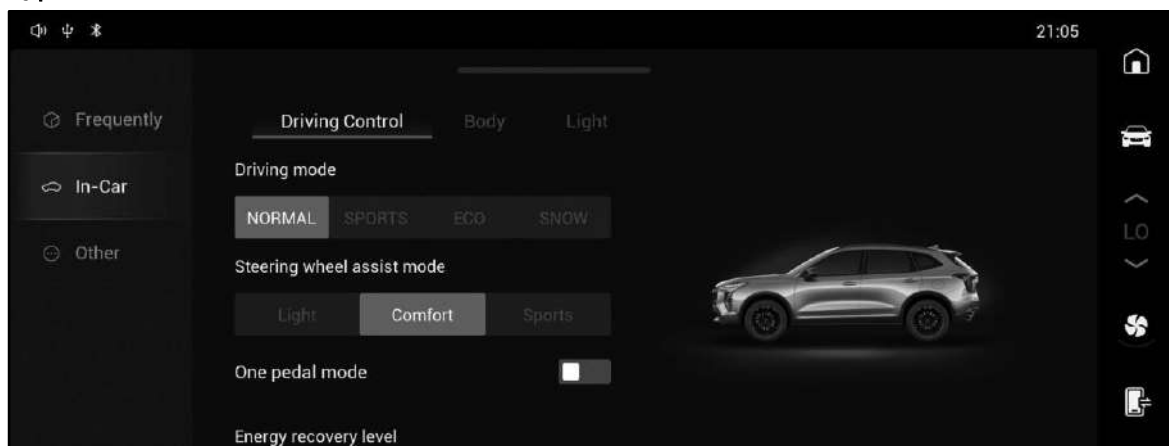 21:05
Frequently
In-Car
Other
Driving Control Body Light
Driving mode
NORMAL SPORTS ECO SNOW
Steering wheel assist mode
Light Comfort Sports
One pedal mode
Energy recovery level
LO